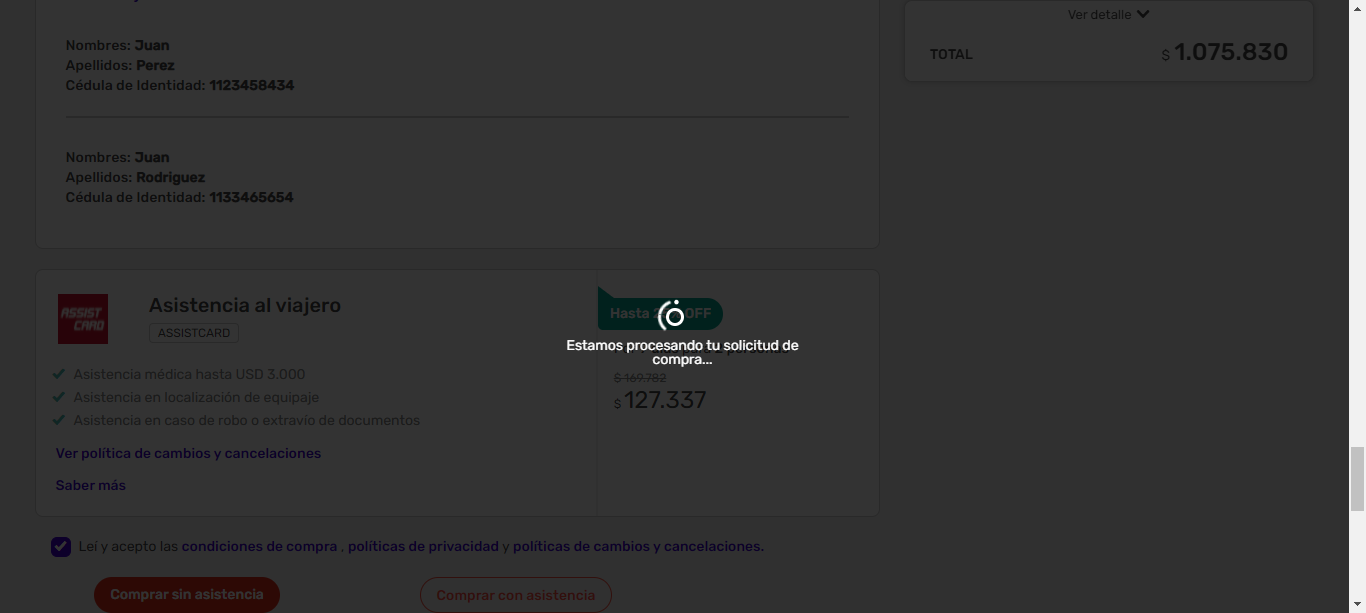 Ver detalle
Nombres: Juan
Apellidos: Perez
Cédula de Identidad: 1123458434
TOTAL
$ 1.075.830
Nombres: Juan
Apellidos: Rodriguez
Cédula de Identidad: 1133465654
ASSIST
CARD
Asistencia al viajero
ASSISTCARD
Hasta OFF
Estamos procesando tu solicitud de
compra...
2 personas
Asistencia médica hasta USD 3.000
Asistencia en localización de equipaje
Asistencia en caso de robo o extravío de documentos
$ 169.782
$ 127.337
Ver política de cambios y cancelaciones
Saber más
Leí y acepto las condiciones de compra , políticas de privacidad y políticas de cambios y cancelaciones.
Comprar sin asistencia
Comprar con asistencia